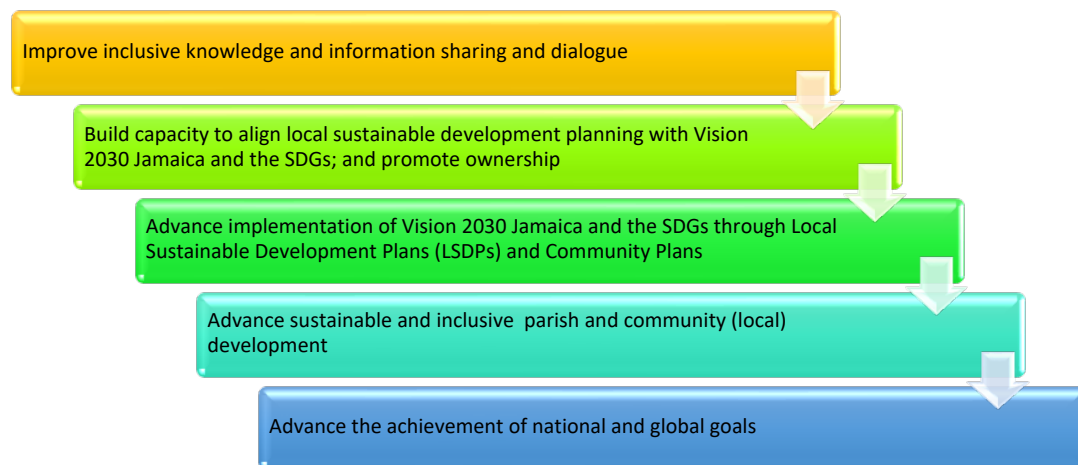 Improve inclusive knowledge and information sharing and dialogue
Build capacity to align local sustainable development planning with Vision
2030 Jamaica and the SDGs; and promote ownership
Advance implementation of Vision 2030 Jamaica and the SDGs through Local
Sustainable Development Plans (LSDPs) and Community Plans
Advance sustainable and inclusive parish and community (local)
development
Advance the achievement of national and global goals